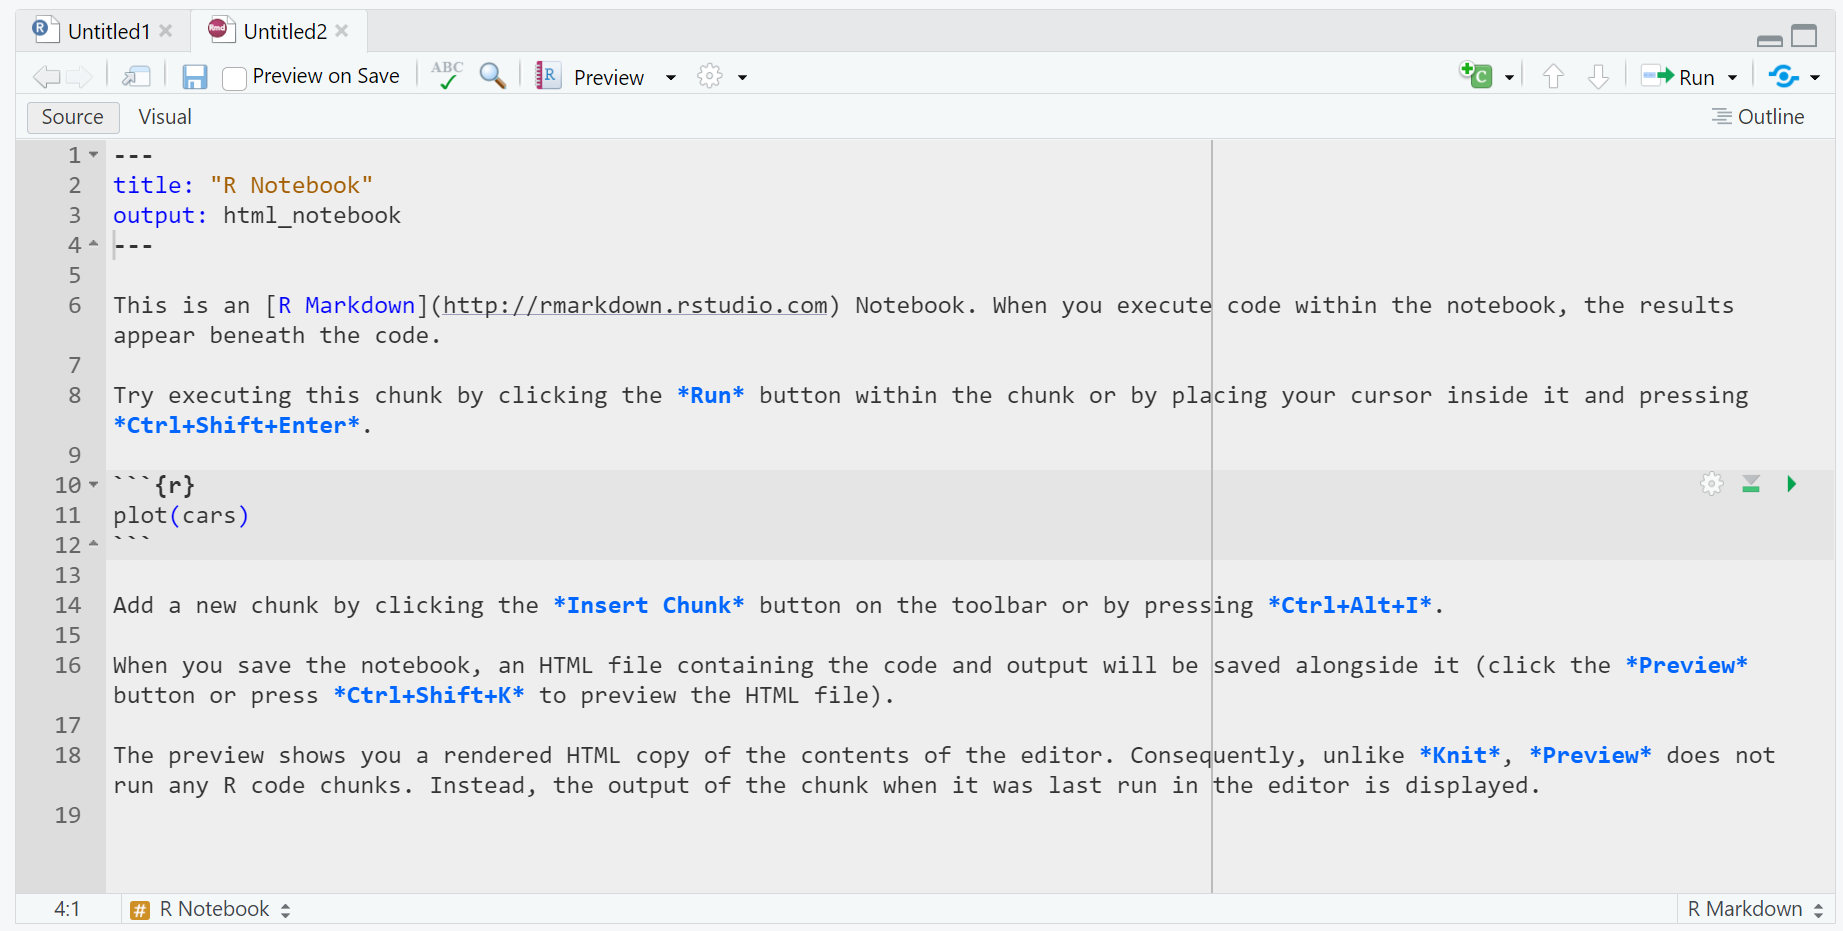 Untitled1 Untitled2
Preview on Save ABC R Preview C Run
Source Visual Outline
1 ---
2 title: "R Notebook"
3 output: html_notebook
4 ---
5
6 This is an [R Markdown](http://rmarkdown.rstudio.com) Notebook. When you execute code within the notebook, the results
appear beneath the code.
7
8 Try executing this chunk by clicking the *Run* button within the chunk or by placing your cursor inside it and pressing
*Ctrl+Shift+Enter*.
9
10 ```{r}
11 plot(cars)
12 ```
13
14 Add a new chunk by clicking the *Insert Chunk* button on the toolbar or by pressing *Ctrl+Alt+I*.
15
16 When you save the notebook, an HTML file containing the code and output will be saved alongside it (click the *Preview*
button or press *Ctrl+Shift+K* to preview the HTML file).
17
18 The preview shows you a rendered HTML copy of the contents of the editor. Consequently, unlike *Knit*, *Preview* does not
run any R code chunks. Instead, the output of the chunk when it was last run in the editor is displayed.
19
4:1 # R Notebook R Markdown